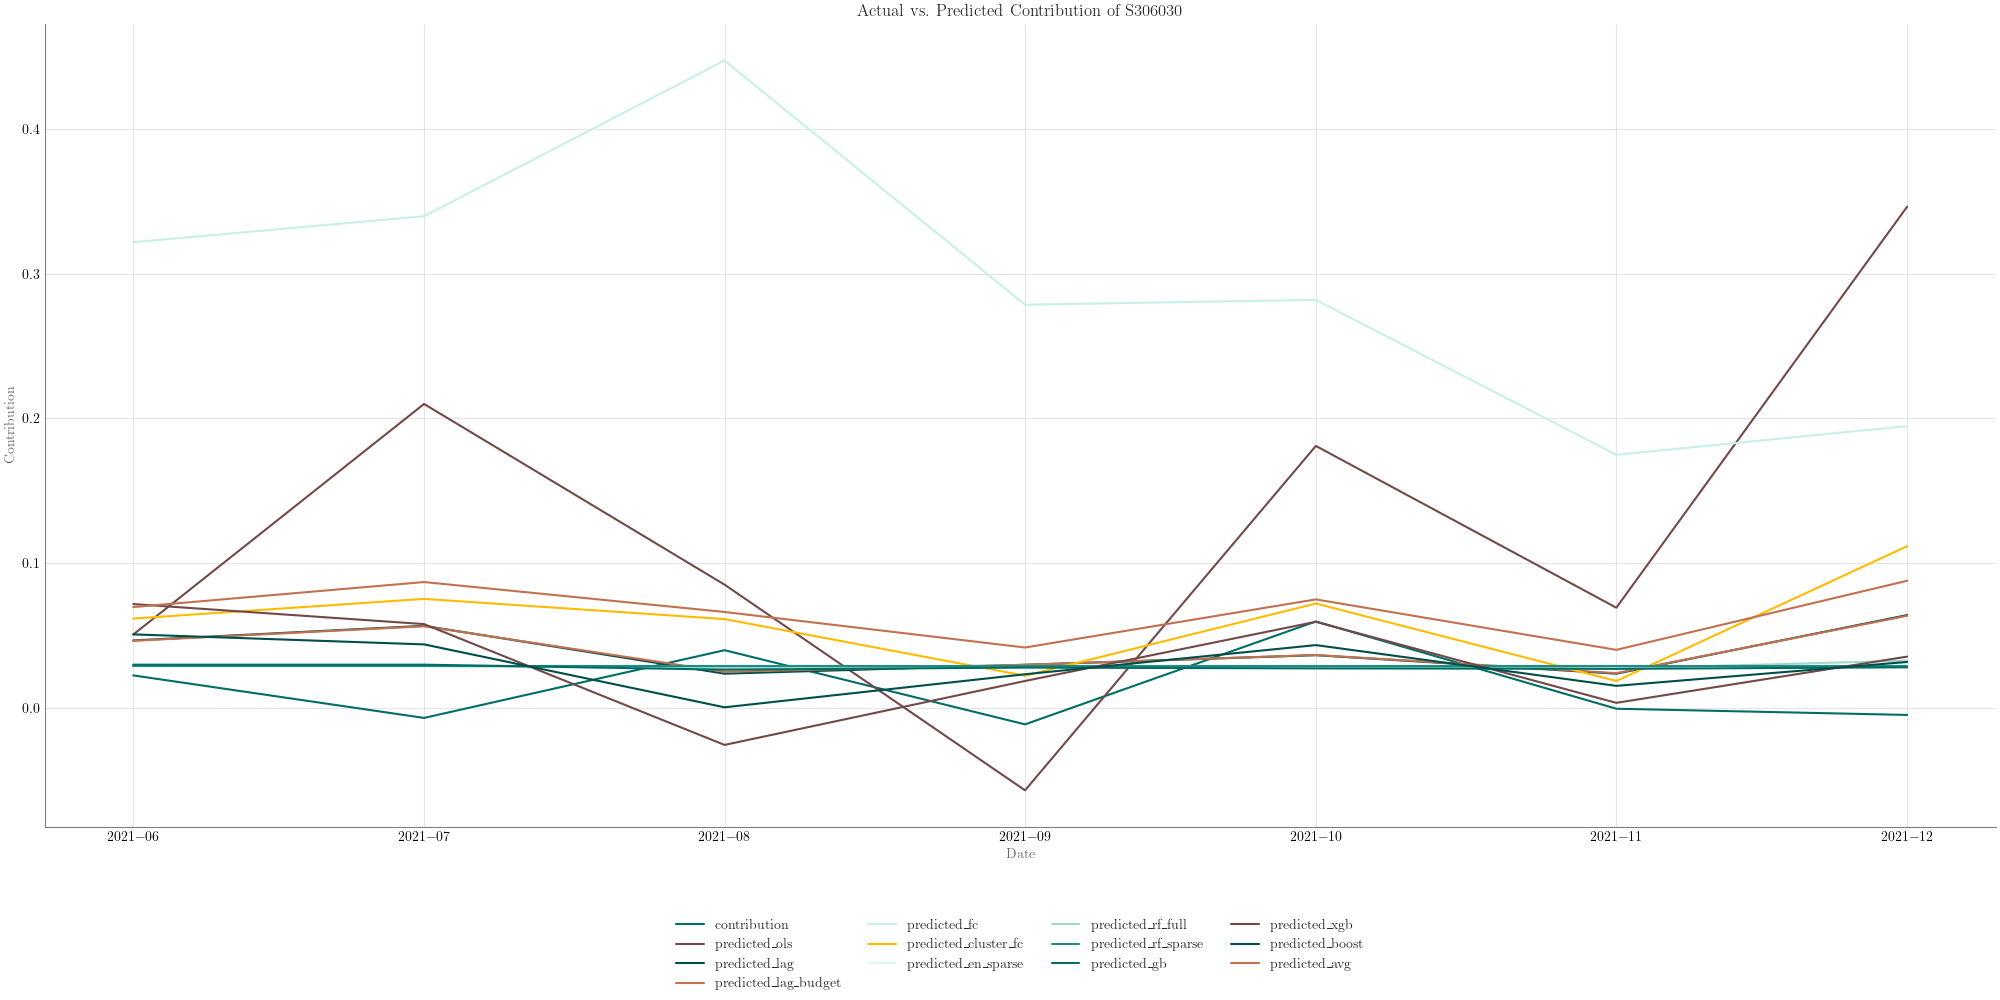 Actual vs. Predicted Contribution of S306030
Contribution
0.4
0.3
0.2
0.1
0.0
2021−06
2021−07
2021−08
2021−09
2021−10
2021−11
2021−12
Date
contribution
predicted_ols
predicted_lag
predicted_lag_budget
predicted_fc
predicted_cluster_fc
predicted_en_sparse
predicted_rf_full
predicted_rf_sparse
predicted_gb
predicted_xgb
predicted_boost
predicted_avg